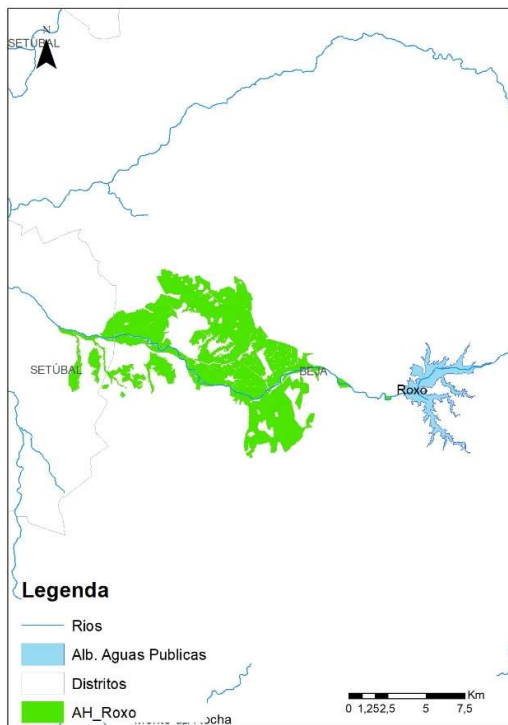 N
SETÚBAL
SETÚBAL
BEJA
Roxo
Legenda
Rios
Alb. Aguas Publicas
Distritos
AH_Roxo
Km
0 1,252,5 5 7,5